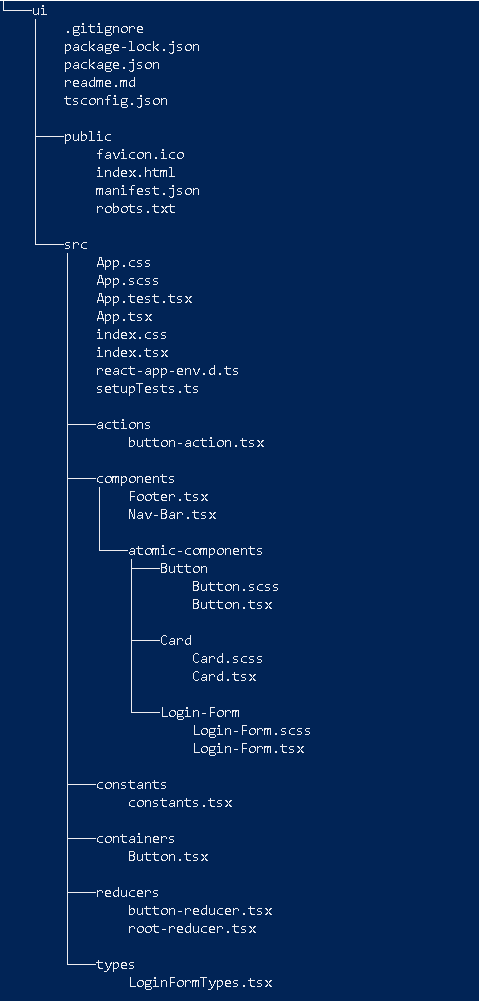 ui
.gitignore
package-lock.json
package.json
readme.md
tsconfig.json
public
favicon.ico
index.html
manifest.json
robots.txt
src
App.css
App.scss
App.test.tsx
App.tsx
index.css
index.tsx
react-app-env.d.ts
setupTests.ts
actions
button-action.tsx
components
Footer.tsx
Nav-Bar.tsx
atomic-components
Button
Button.scss
Button.tsx
Card
Card.scss
Card.tsx
Login-Form
Login-Form.scss
Login-Form.tsx
constants
constants.tsx
containers
Button.tsx
reducers
button-reducer.tsx
root-reducer.tsx
types
LoginFormTypes.tsx